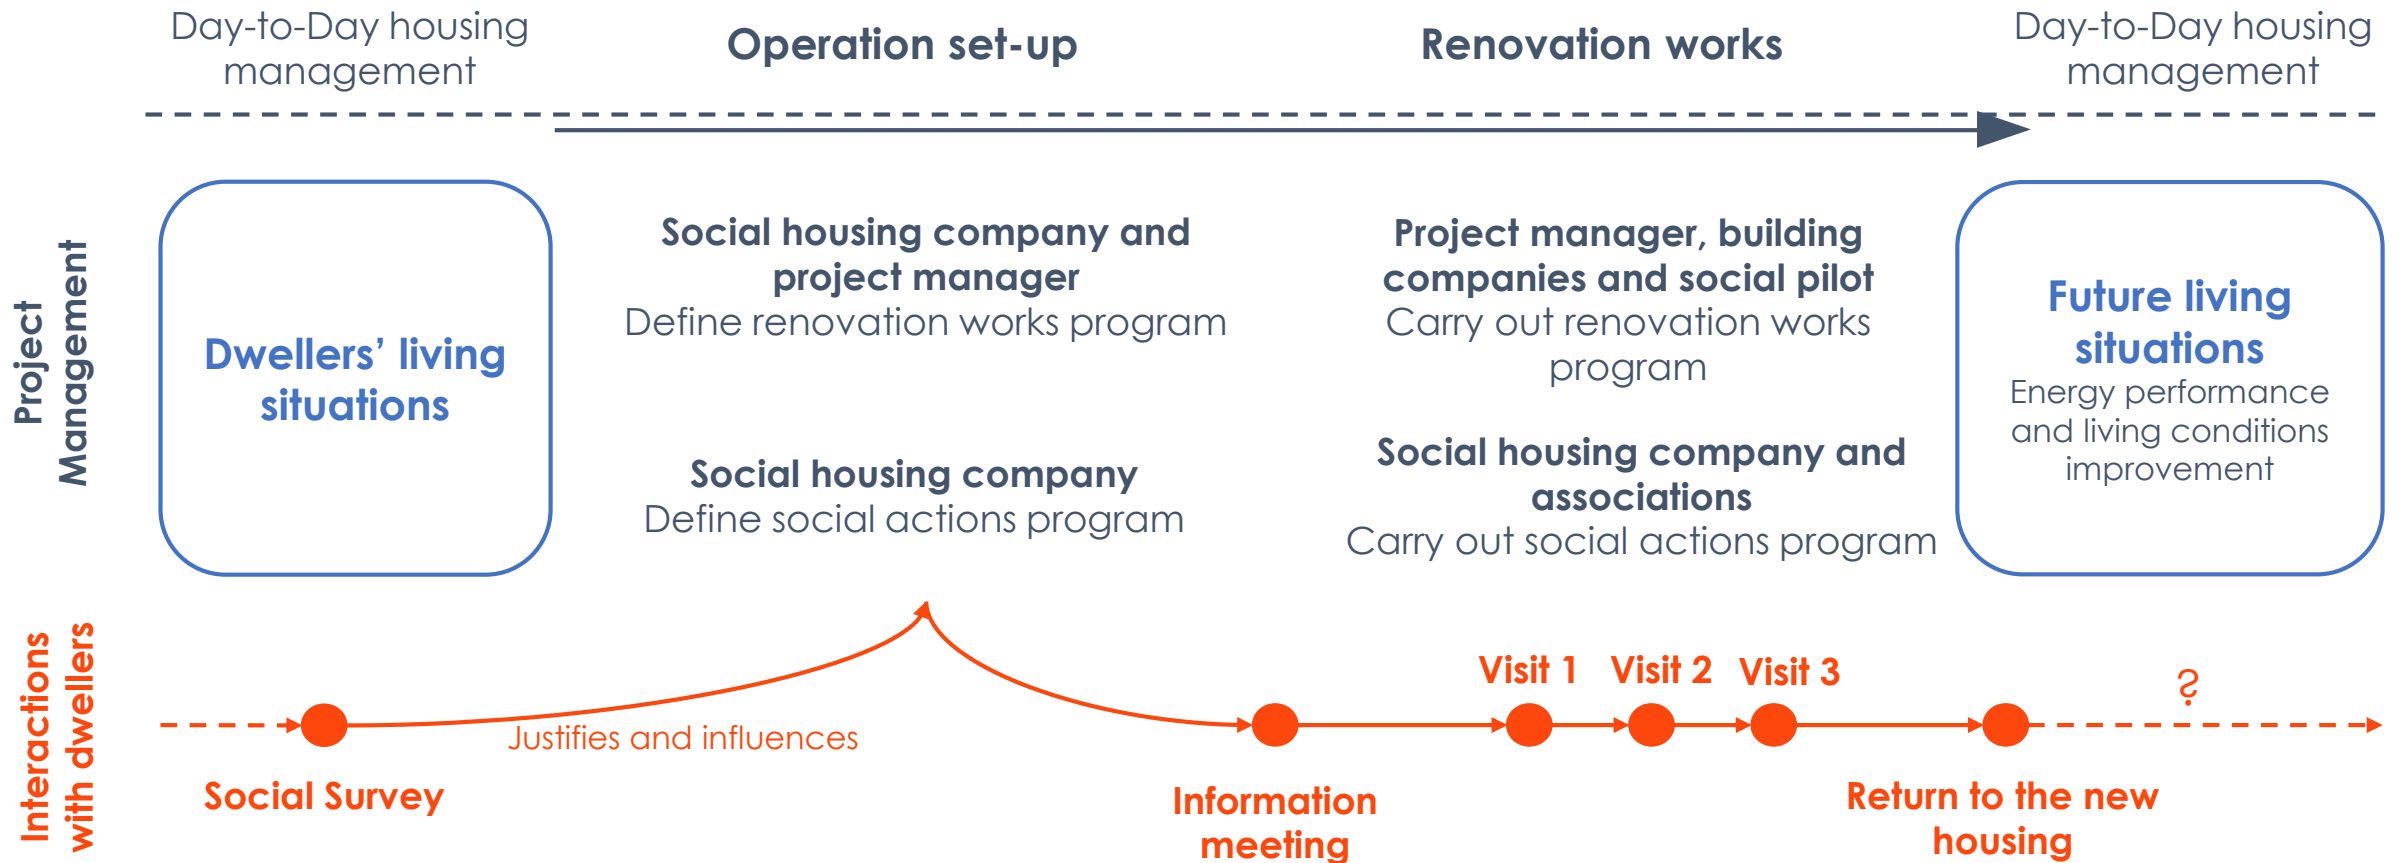 Day-to-Day housing
management
Operation set-up
Renovation works
Day-to-Day housing
management
Project
Management
Dwellers’ living
situations
Social housing company and
project manager
Define renovation works program
Social housing company
Define social actions program
Project manager, building
companies and social pilot
Carry out renovation works
program
Social housing company and
associations
Carry out social actions program
Future living
situations
Energy performance
and living conditions
improvement
Interactions
with dwellers
Social Survey
Justifies and influences
Information
meeting
Visit 1
Visit 2
Visit 3
Return to the new
housing
?